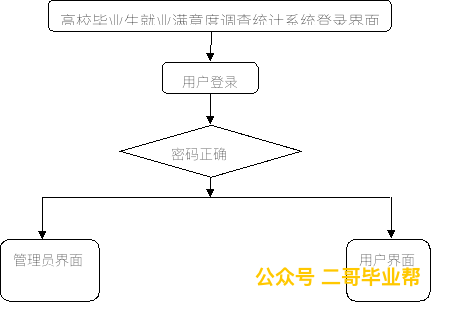 高校毕业生就业满意度调查统计系统登录界面
用户登录
密码正确
管理员界面
用户界面
公众号 二哥毕业帮